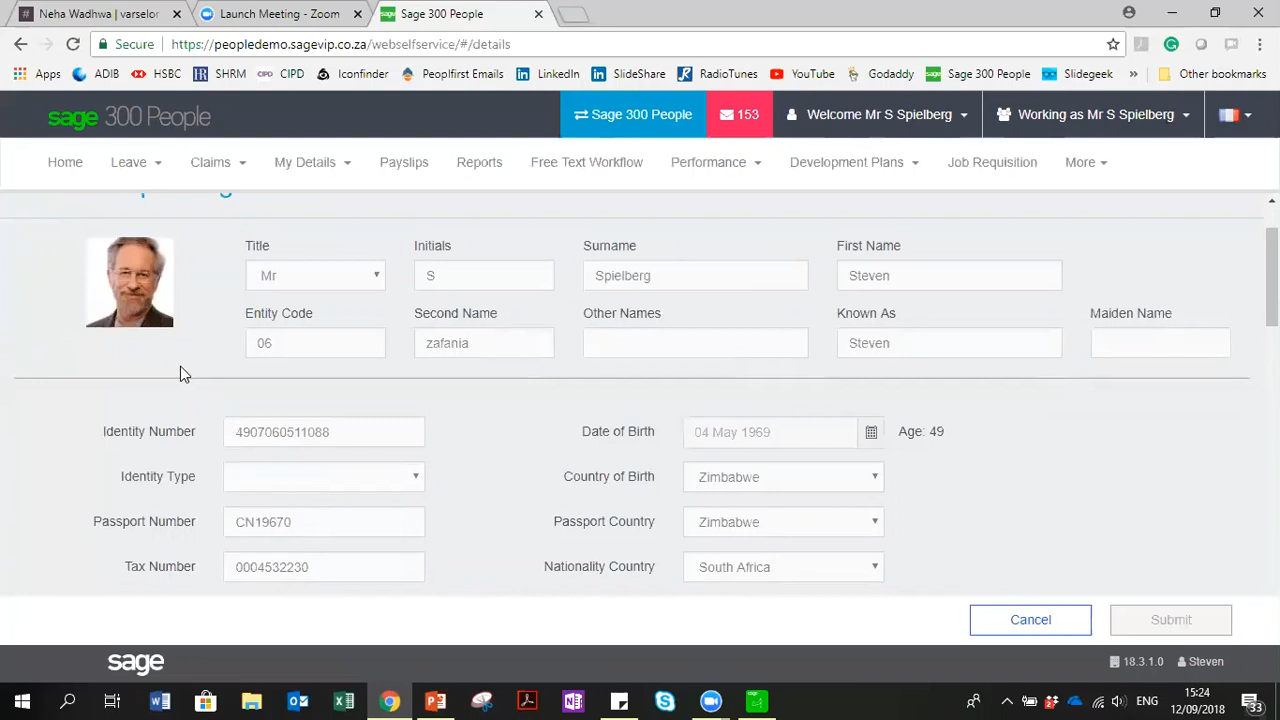 Neha Wadhwa |garselor
Launch Meeting - Zoom
Sage 300 People
Secure
https://peopledemo.sagevip.co.za/webselfservice/#/details
Apps
ADIB
HSBC
SHRM
CIPD
CIPD
Iconfinder
Peoplfirst Emails
LinkedIn
SlideShare
RadioTunes
YouTube
Godaddy
Sage 300 People
Slidegeek
»
Other bookmarks
sage 300 People
Sage 300 People
153
Welcome Mr S Spielberg
Working as Mr S Spielberg
Home
Leave
Claims
My Details
Payslips
Reports
Free Text Workflow
Performance
Development Plans
Job Requisition
More
Title
Initials
Surname
First Name
Mr
S
Spielberg
Steven
Entity Code
Second Name
Other Names
Known As
Maiden Name
06
zafania
Steven
Identity Number
4907060511088
Date of Birth
04 May 1969
Age: 49
Identity Type
Country of Birth
Zimbabwe
Passport Number
CN19670
Passport Country
Zimbabwe
Tax Number
0004532230
Nationality Country
South Africa
Cancel
Submit
sage
18.3.1.0
Steven
ENG
15:24
12/09/2018
33